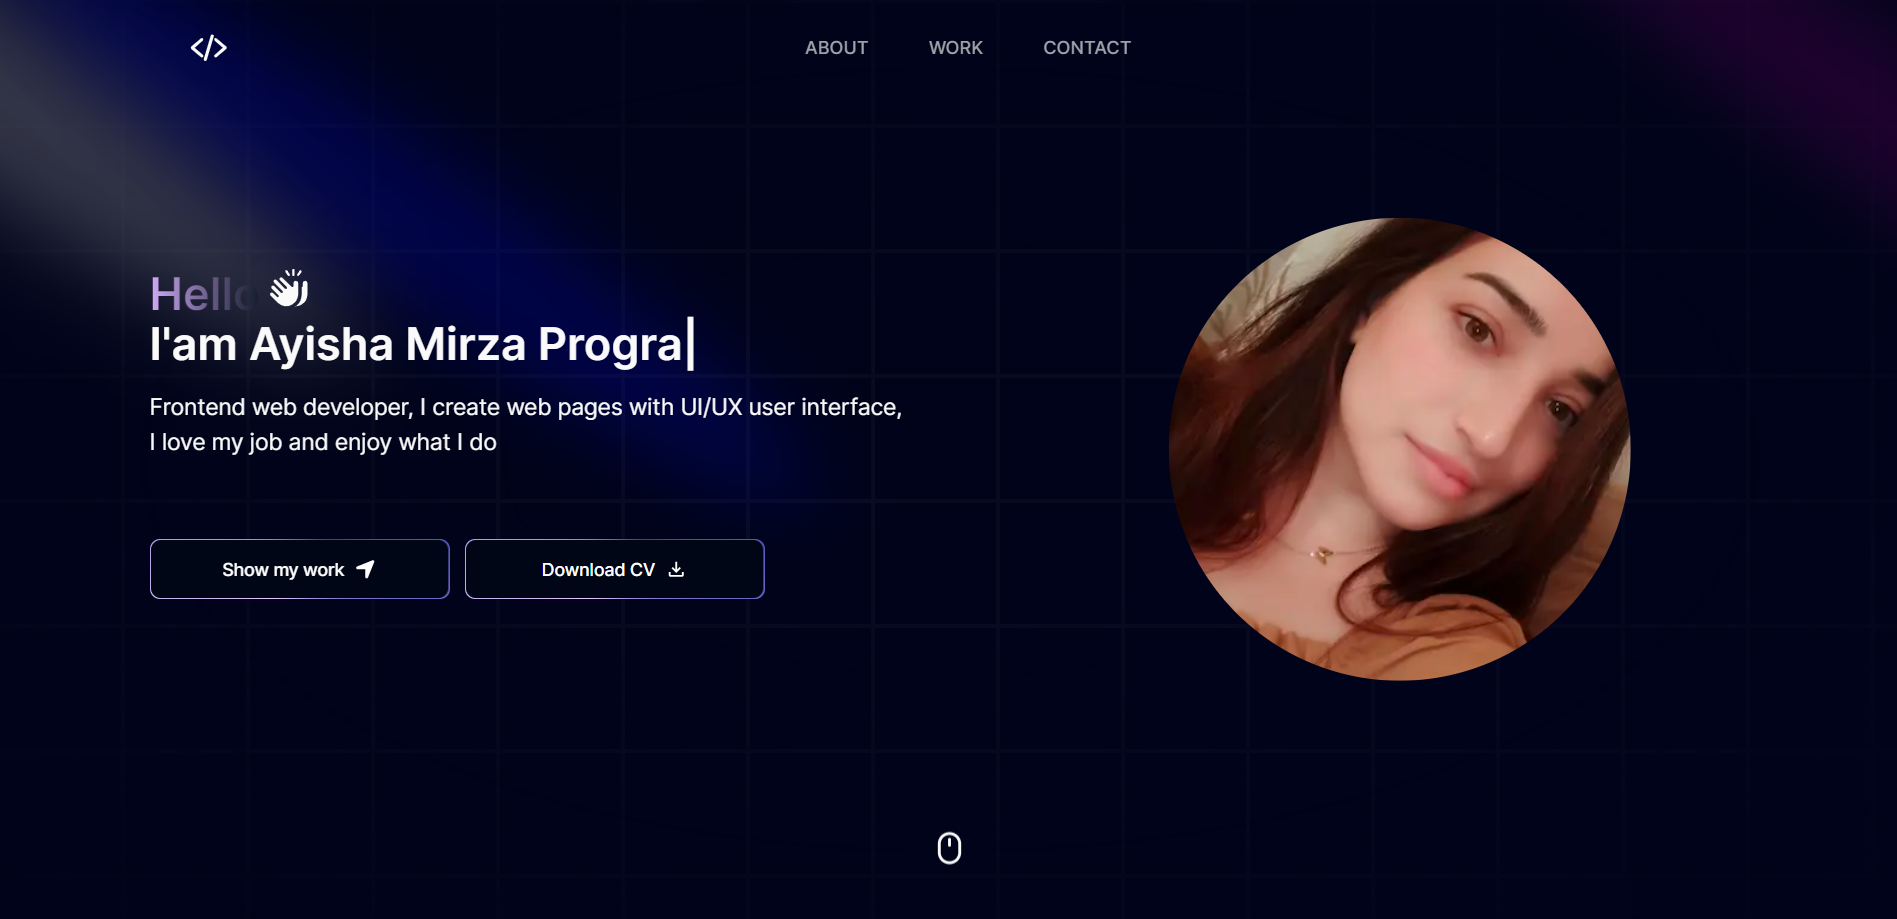 </>
ABOUT WORK CONTACT
Hello
I'am Ayisha Mirza Progra|
Frontend web developer, I create web pages with UI/UX user interface,
I love my job and enjoy what I do
Show my work Download CV